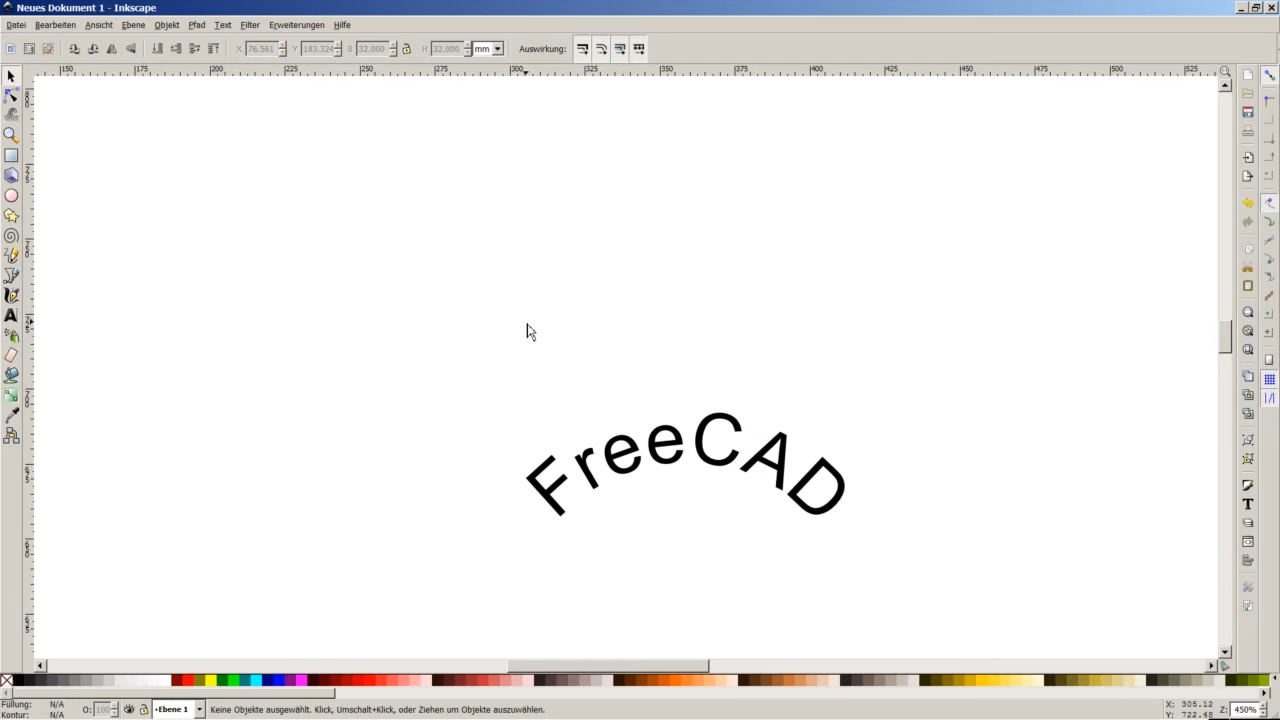 Neues Dokument 1 - Inkscape
Datei Bearbeiten Ansicht Ebene Objekt Pfad Text Filter Erweiterungen Hilfe
X 76.561 Y 183.324 B 32.000 H 32.000 mm Auswirkung:
150 175 200 225 250 275 300 325 350 375 400 425 450 475 500 525
FreeCAD
Füllung: N/A O: 100 •Ebene 1 Keine Objekte ausgewählt. Klick, Umschalt+Klick, oder Ziehen um Objekte auszuwählen. X: 305.12 Z: 450%
Kontur: N/A Y: 722.48